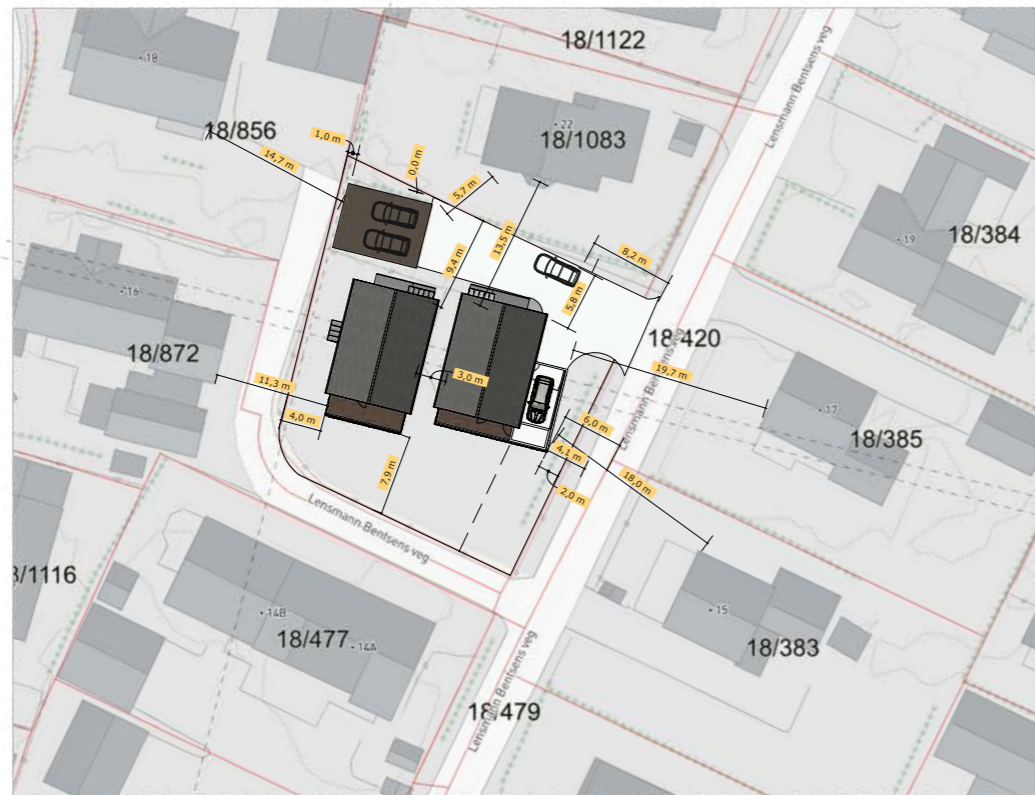 Lensmann Bentsens veg
18/1122
18
22
18/856
18/1083
1,0 m
14,7 m
0,0 m
5,7 m
13,5 m
8,2 m
19
18/384
9,4 m
5,8 m
16
18/872
18/420
Lensmann Bentsens veg
11,3 m
3,0 m
19,7 m
4,0 m
17
18/385
6,0 m
4,1 m
7,9 m
18,0 m
2,0 m
Lensmann Bentsens veg
8/1116
14B
18/477
14A
15
18/383
18/479
Lensmann Bentsens veg